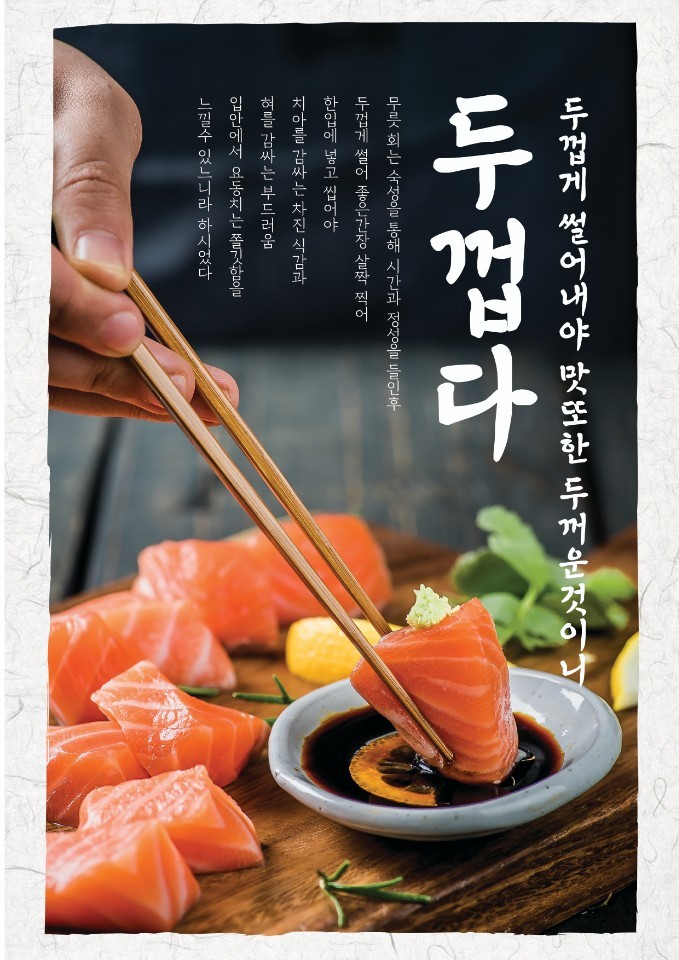 두껍게 썰어내야 맛또한 두꺼운것이니
두껍다
무릇 회는 숙성을 통해 시간과 정성을 들인후
두껍게 썰어 좋은간장 살짝 찍어
한입에 넣고 씹어야
치아를 감싸는 차진 식감과
혀를 감싸는 부드러움
입안에서 요동치는 쫄깃함을
느낄수 있느니라 하시었다